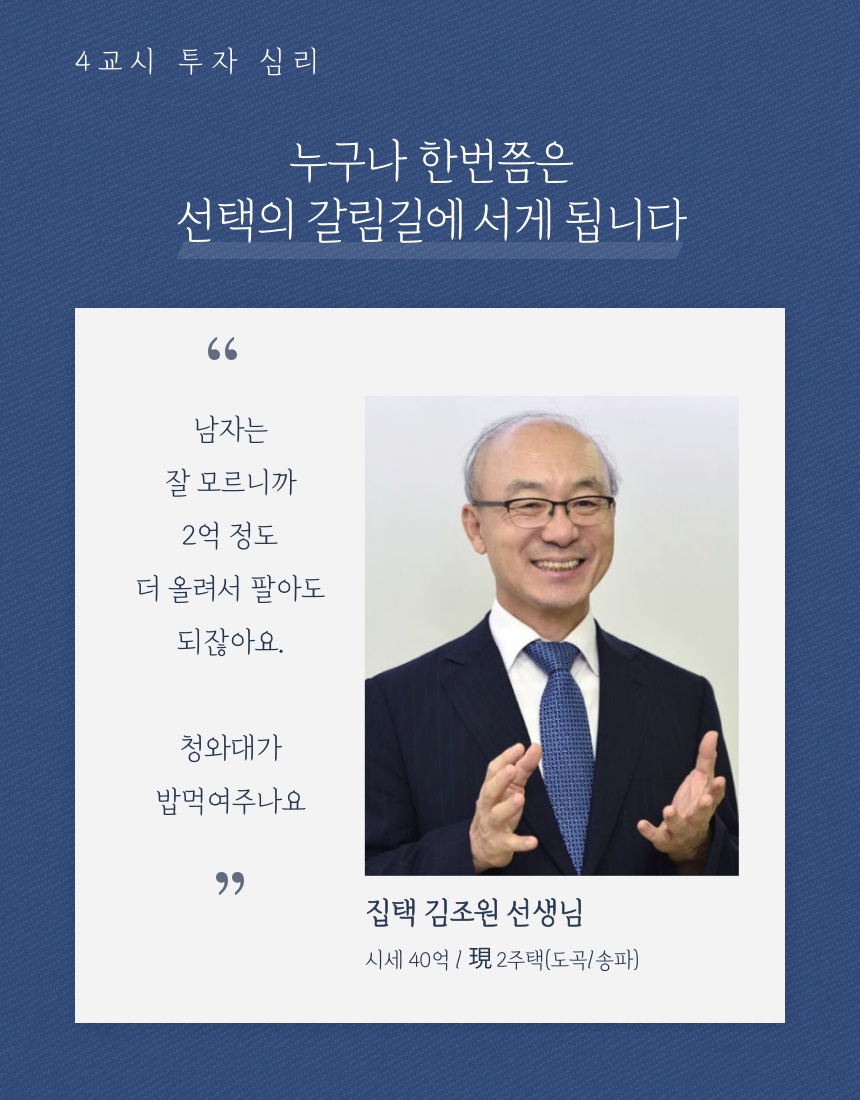 4교시 투자 심리
누구나 한번쯤은
선택의 갈림길에 서게 됩니다
“
남자는
잘 모르니까
2억 정도
더 올려서 팔아도
되잖아요.
청와대가
밥먹여주나요
”
집택 김조원 선생님
시세 40억 / 現 2주택(도곡/송파)